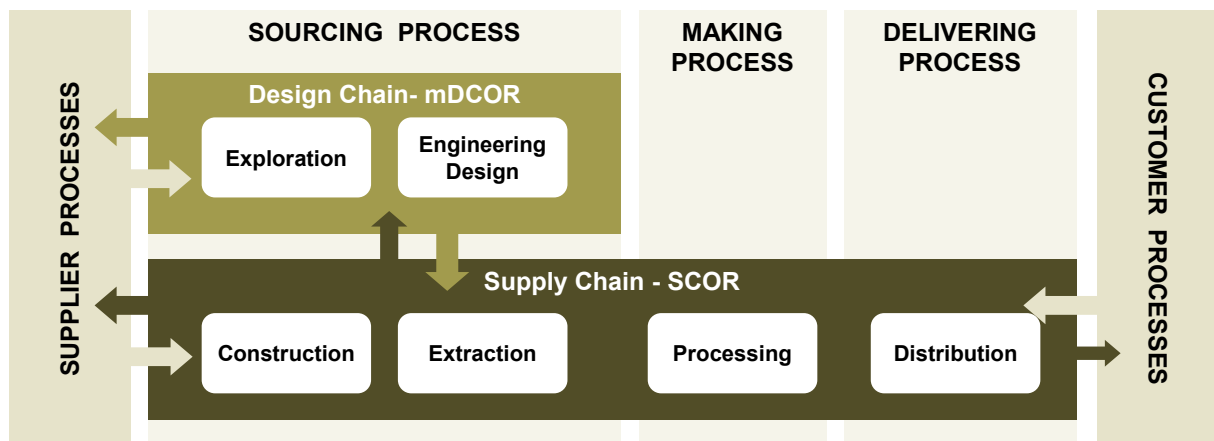 SOURCING PROCESS
MAKING
PROCESS
DELIVERING
PROCESS
SUPPLIER PROCESSES
Design Chain- mDCOR
Exploration
Engineering
Design
Supply Chain - SCOR
Construction
Extraction
Processing
Distribution
CUSTOMER PROCESSES